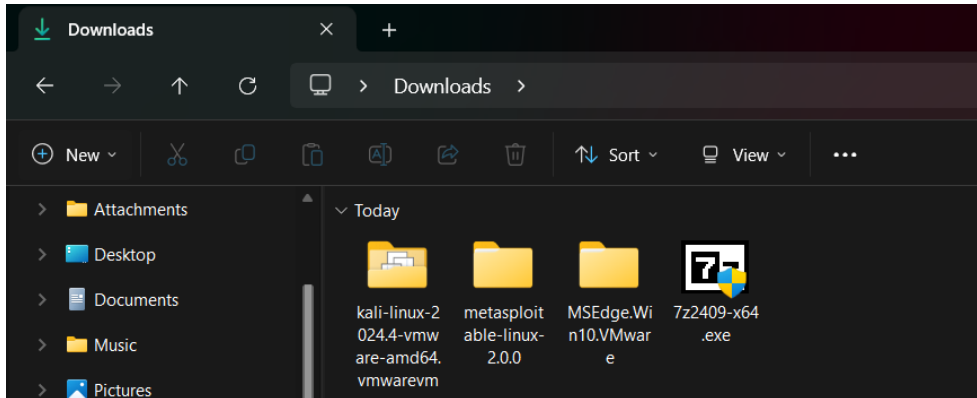 Downloads
Downloads
New
Sort
View
Attachments
Desktop
Documents
Music
Pictures
Today
kali-linux-2
024.4-vmw
are-amd64.
vmwarevm
metasploit
able-linux-
2.0.0
MSEdge.Wi
n10.VMwar
e
7z
7z2409-x64
.exe